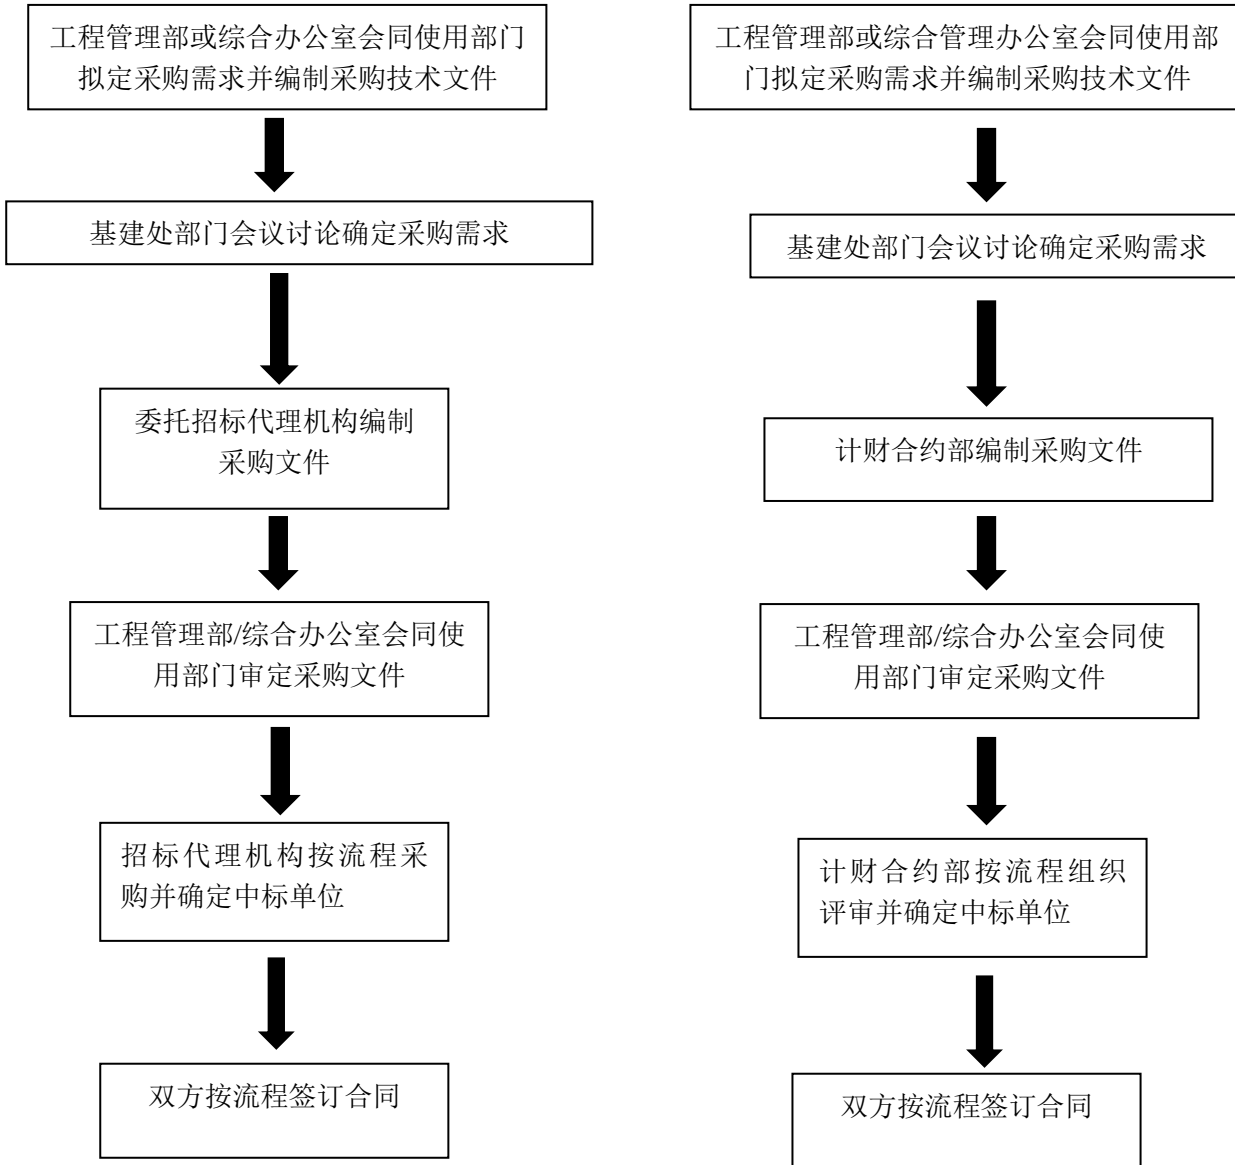 工程管理部或综合办公室会同使用部门
拟定采购需求并编制采购技术文件
基建处部门会议讨论确定采购需求
委托招标代理机构编制
采购文件
工程管理部/综合办公室会同使
用部门审定采购文件
招标代理机构按流程采
购并确定中标单位
双方按流程签订合同
工程管理部或综合管理办公室会同使用部
门拟定采购需求并编制采购技术文件
基建处部门会议讨论确定采购需求
计财合约部编制采购文件
工程管理部/综合办公室会同使
用部门审定采购文件
计财合约部按流程组织
评审并确定中标单位
双方按流程签订合同